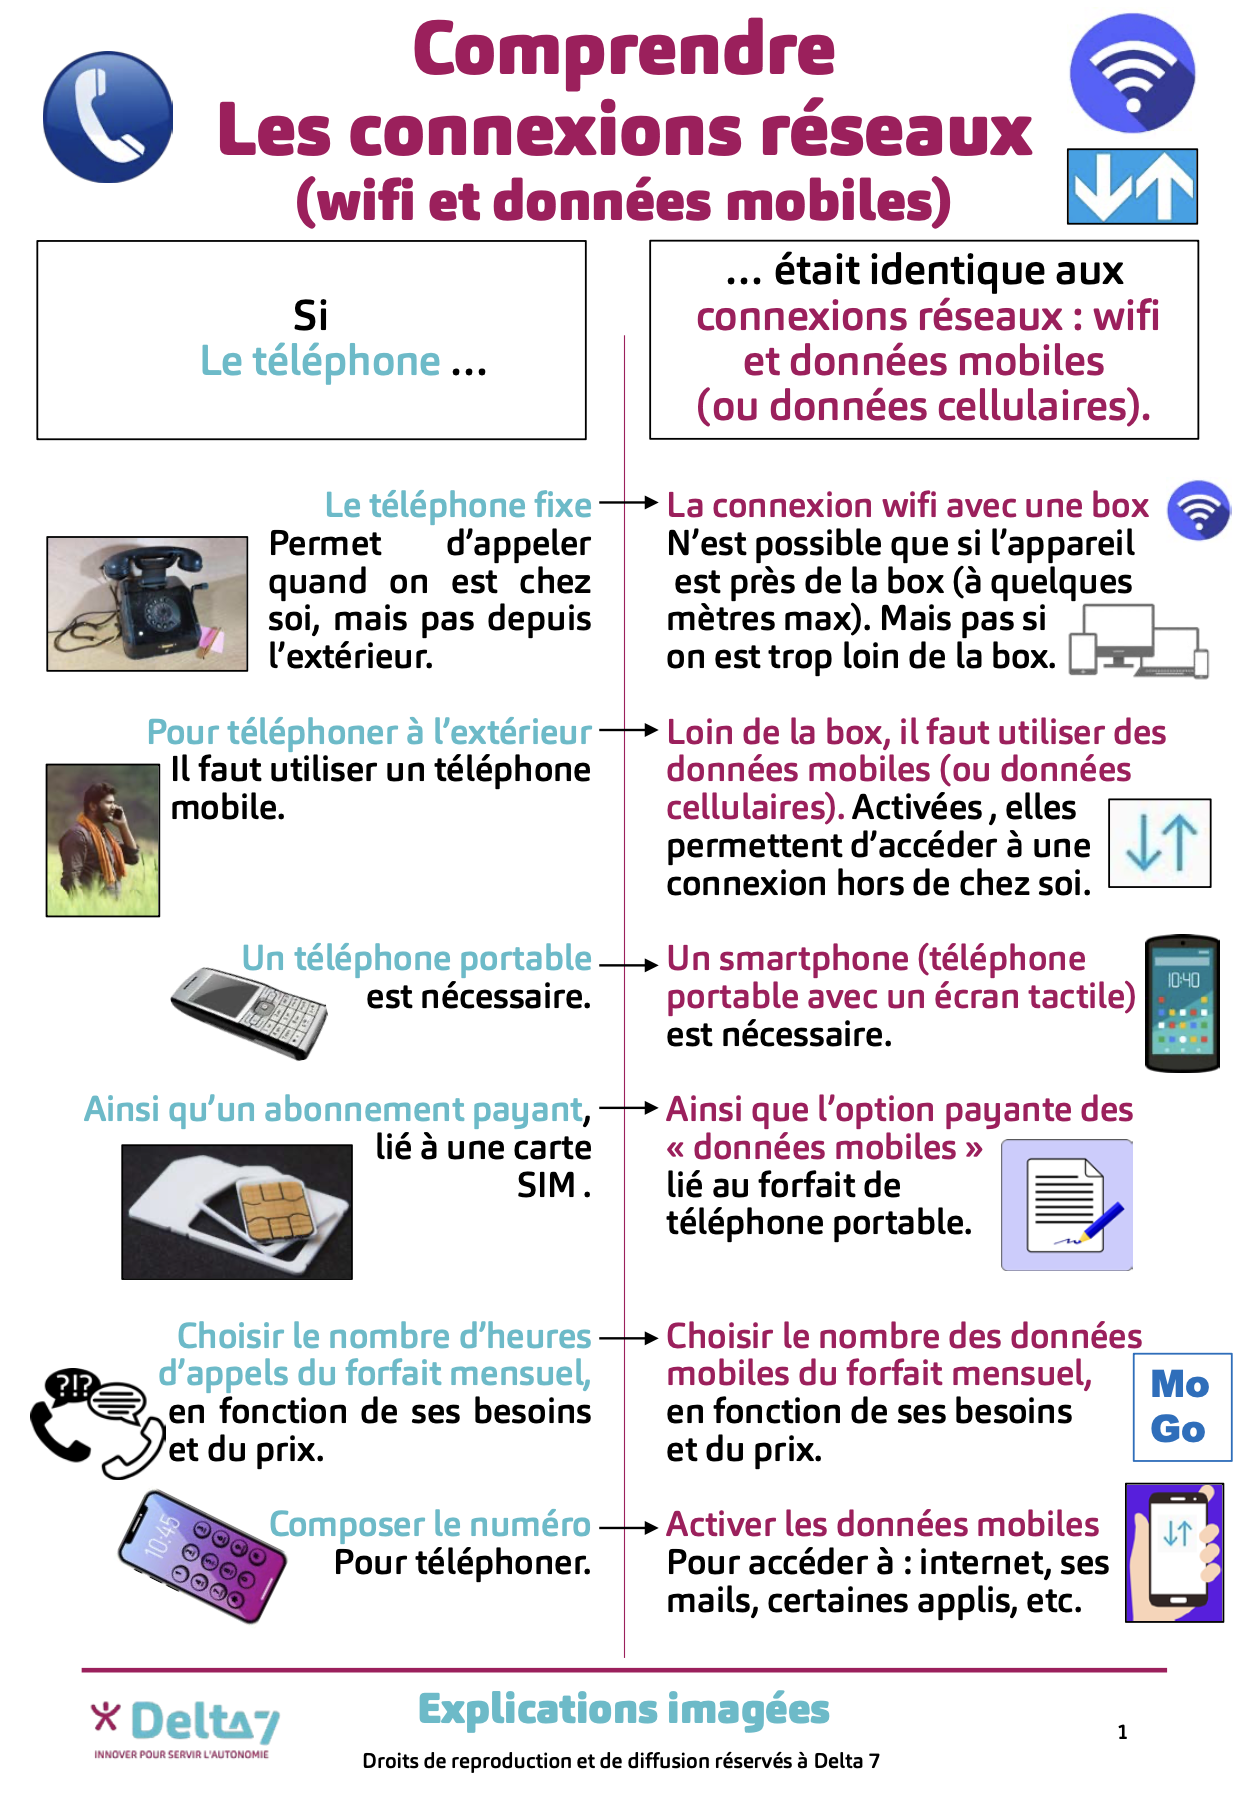 Comprendre
Les connexions réseaux
(wifi et données mobiles)
Si
Le téléphone ...
... était identique aux
connexions réseaux : wifi
et données mobiles
(ou données cellulaires).
Le téléphone fixe
Permet d’appeler
quand on est chez
soi, mais pas depuis
l’extérieur.
La connexion wifi avec une box
N’est possible que si l’appareil
est près de la box (à quelques
mètres max). Mais pas si
on est trop loin de la box.
Pour téléphoner à l’extérieur
Il faut utiliser un téléphone
mobile.
Loin de la box, il faut utiliser des
données mobiles (ou données
cellulaires). Activées , elles
permettent d’accéder à une
connexion hors de chez soi.
Un téléphone portable
est nécessaire.
Un smartphone (téléphone
portable avec un écran tactile)
est nécessaire.
10:40
Ainsi qu’un abonnement payant,
lié à une carte
SIM .
Ainsi que l’option payante des
« données mobiles »
lié au forfait de
téléphone portable.
Choisir le nombre d’heures
d’appels du forfait mensuel,
en fonction de ses besoins
et du prix.
?!?
Choisir le nombre des données
mobiles du forfait mensuel,
en fonction de ses besoins
et du prix.
Mo
Go
Composer le numéro
Pour téléphoner.
10:45
Activer les données mobiles
Pour accéder à : internet, ses
mails, certaines applis, etc.
Delta7
INNOVER POUR SERVIR L'AUTONOMIE
Explications imagées
Droits de reproduction et de diffusion réservés à Delta 7
1